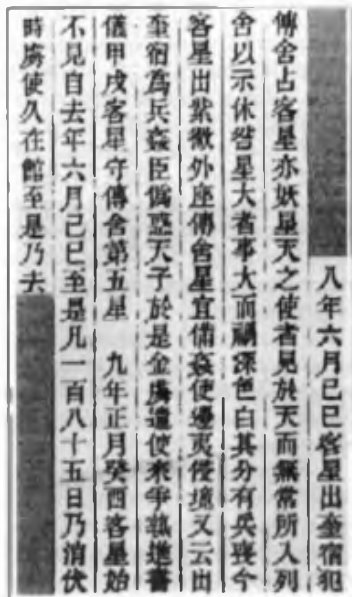 八年六月己巳客星出奎宿犯
傳舍占客星亦妖星天之使者見於天而無常所入列
舍以示休咎星大者事大而禍深色白其分有兵喪今
客星出紫微外座傳舍星宜備姦使邊夷侵境又云出
奎宿爲兵姦臣僞惑天子於是金虜遣使來爭執進書
儀甲戌客星守傳舍第五星　九年正月癸酉客星始
不見自去年六月己巳至是凡一百八十五日乃消伏
時虜使久在館至是乃去